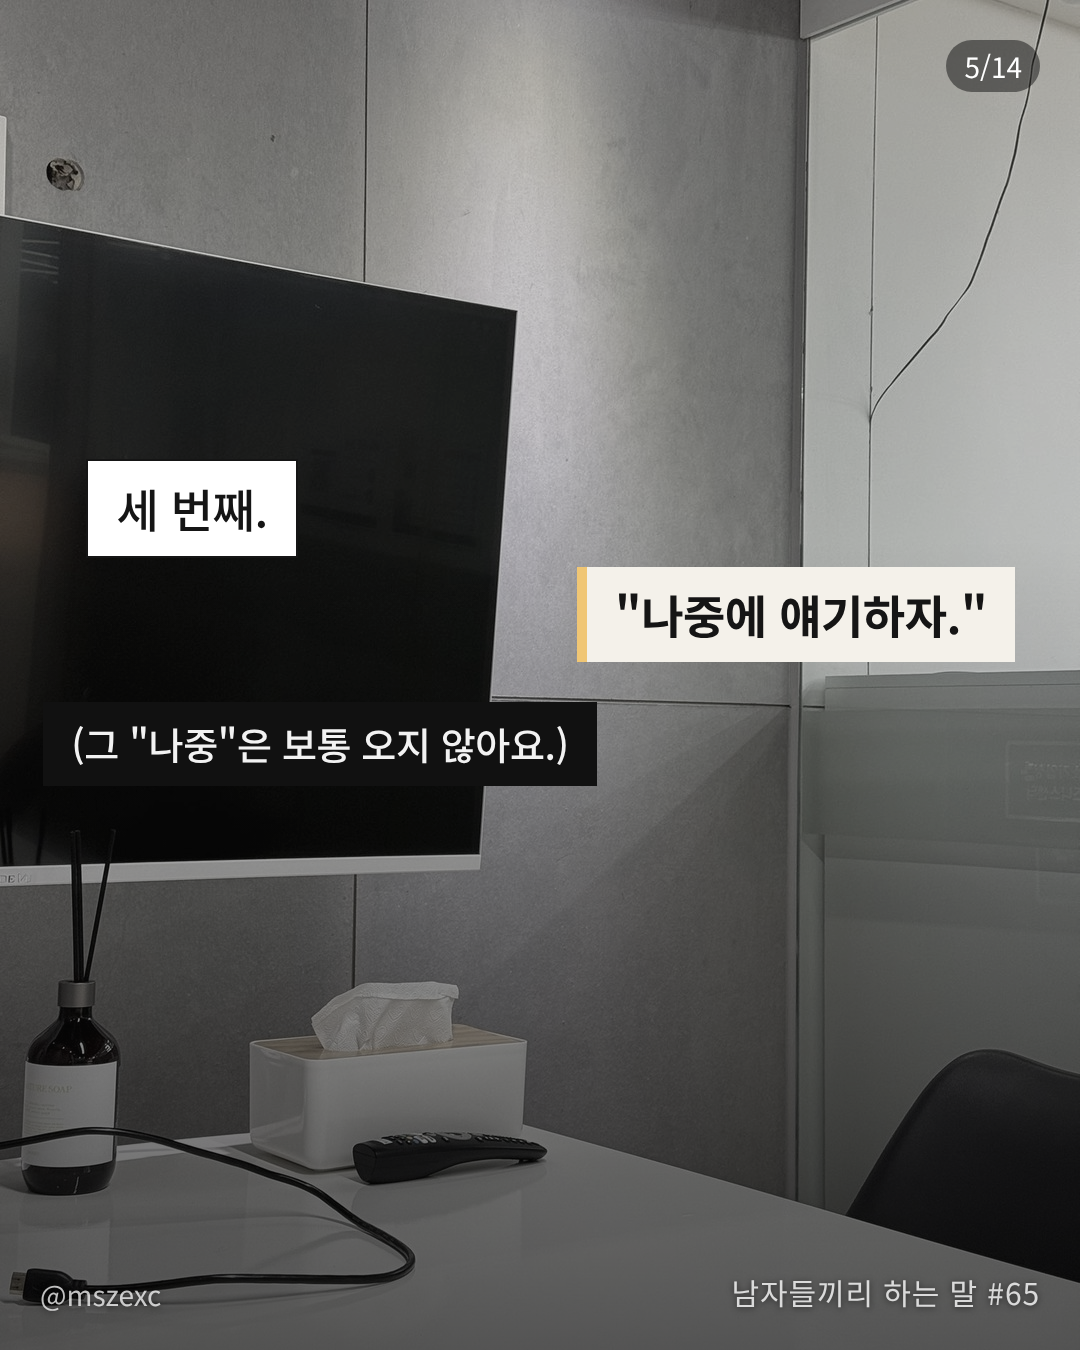 5/14
세 번째.
"나중에 얘기하자."
(그 "나중"은 보통 오지 않아요.)
@mszexc
남자들끼리 하는 말 #65